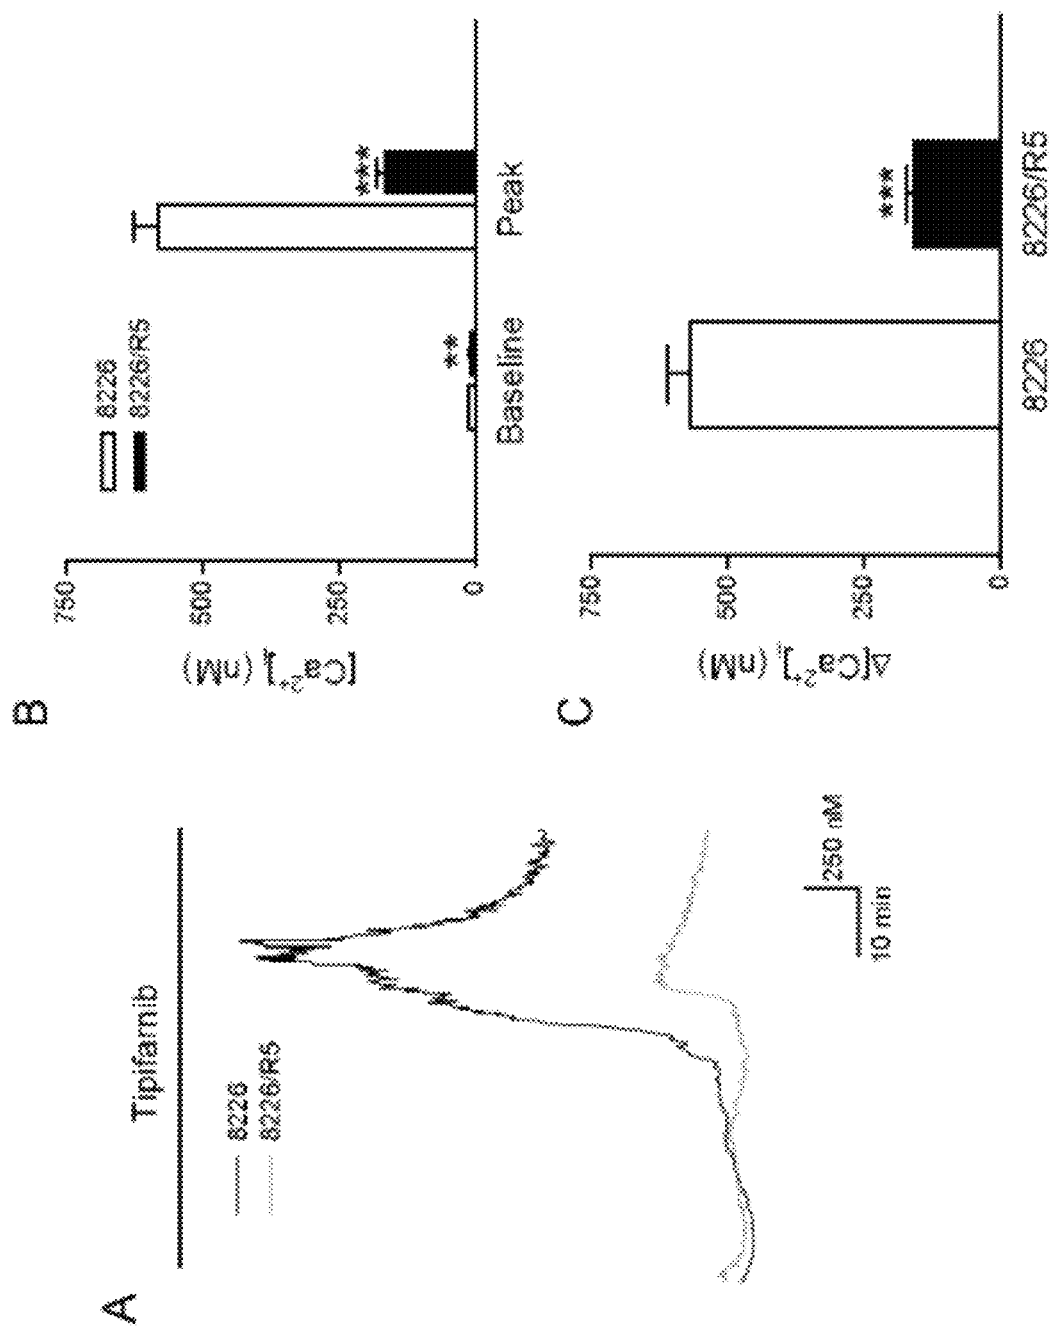 A
Tipifarnib
8226
8226/R5
250 nM
10 min
B
[Ca²⁺]ᵢ (nM)
750
500
250
0
8226
8226/R5
**
***
Baseline
Peak
C
Δ[Ca²⁺]ᵢ (nM)
750
500
250
0
***
8226
8226/R5